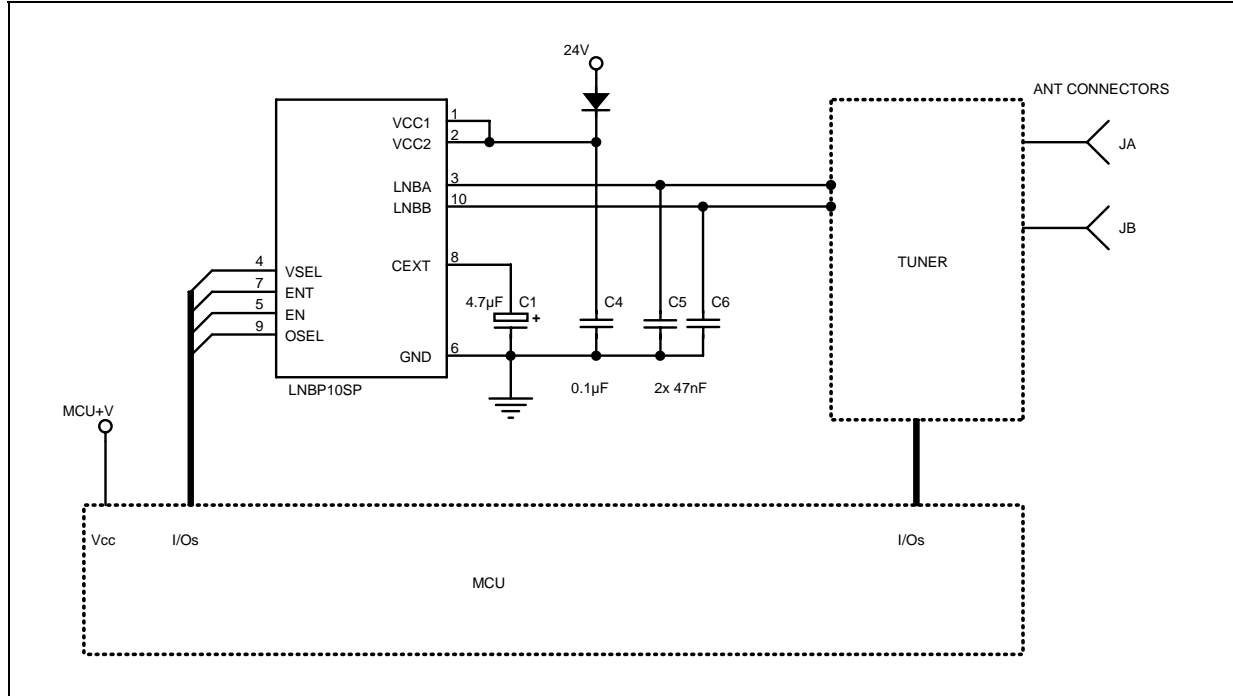 24V
ANT CONNECTORS
VCC1
1
VCC2
2
JA
LNBA
3
LNBB
10
JB
TUNER
CEXT
8
4
VSEL
7
ENT
5
EN
9
OSEL
4.7µF
C1
+
C4
C5
C6
GND
6
LNBP10SP
0.1µF
2x 47nF
MCU+V
Vcc
I/Os
I/Os
MCU